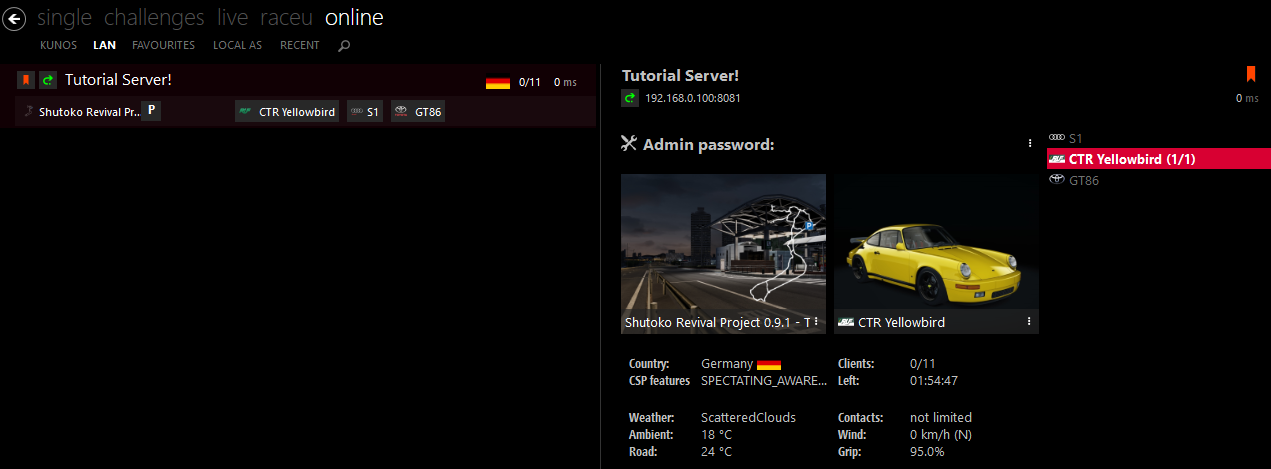 single challenges live raceu online
KUNOS LAN FAVOURITES LOCAL AS RECENT
Tutorial Server! 0/11 0 ms
Shutoko Revival Pr... P CTR Yellowbird S1 GT86
Tutorial Server!
192.168.0.100:8081 0 ms
Admin password:
S1
CTR Yellowbird (1/1)
GT86
P
Shutoko Revival Project 0.9.1 - T
CTR Yellowbird
Country: Germany Clients: 0/11
CSP features SPECTATING_AWARE... Left: 01:54:47
Weather: ScatteredClouds Contacts: not limited
Ambient: 18 °C Wind: 0 km/h (N)
Road: 24 °C Grip: 95.0%